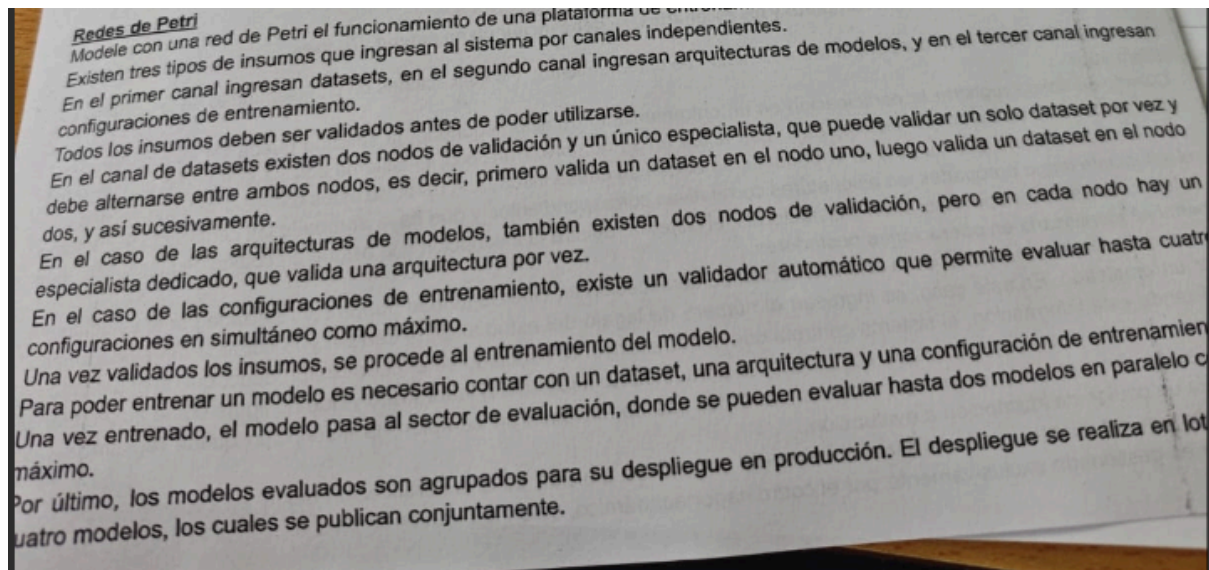 Redes de Petri
Modele con una red de Petri el funcionamiento de una plataforma de
Existen tres tipos de insumos que ingresan al sistema por canales independientes.
En el primer canal ingresan datasets, en el segundo canal ingresan arquitecturas de modelos, y en el tercer canal ingresan
configuraciones de entrenamiento.
Todos los insumos deben ser validados antes de poder utilizarse.
En el canal de datasets existen dos nodos de validación y un único especialista, que puede validar un solo dataset por vez y
debe alternarse entre ambos nodos, es decir, primero valida un dataset en el nodo uno, luego valida un dataset en el nodo
dos, y así sucesivamente.
En el caso de las arquitecturas de modelos, también existen dos nodos de validación, pero en cada nodo hay un
especialista dedicado, que valida una arquitectura por vez.
En el caso de las configuraciones de entrenamiento, existe un validador automático que permite evaluar hasta cuatr
configuraciones en simultáneo como máximo.
Una vez validados los insumos, se procede al entrenamiento del modelo.
Para poder entrenar un modelo es necesario contar con un dataset, una arquitectura y una configuración de entrenamien
Una vez entrenado, el modelo pasa al sector de evaluación, donde se pueden evaluar hasta dos modelos en paralelo c
máximo.
Por último, los modelos evaluados son agrupados para su despliegue en producción. El despliegue se realiza en lot
uatro modelos, los cuales se publican conjuntamente.